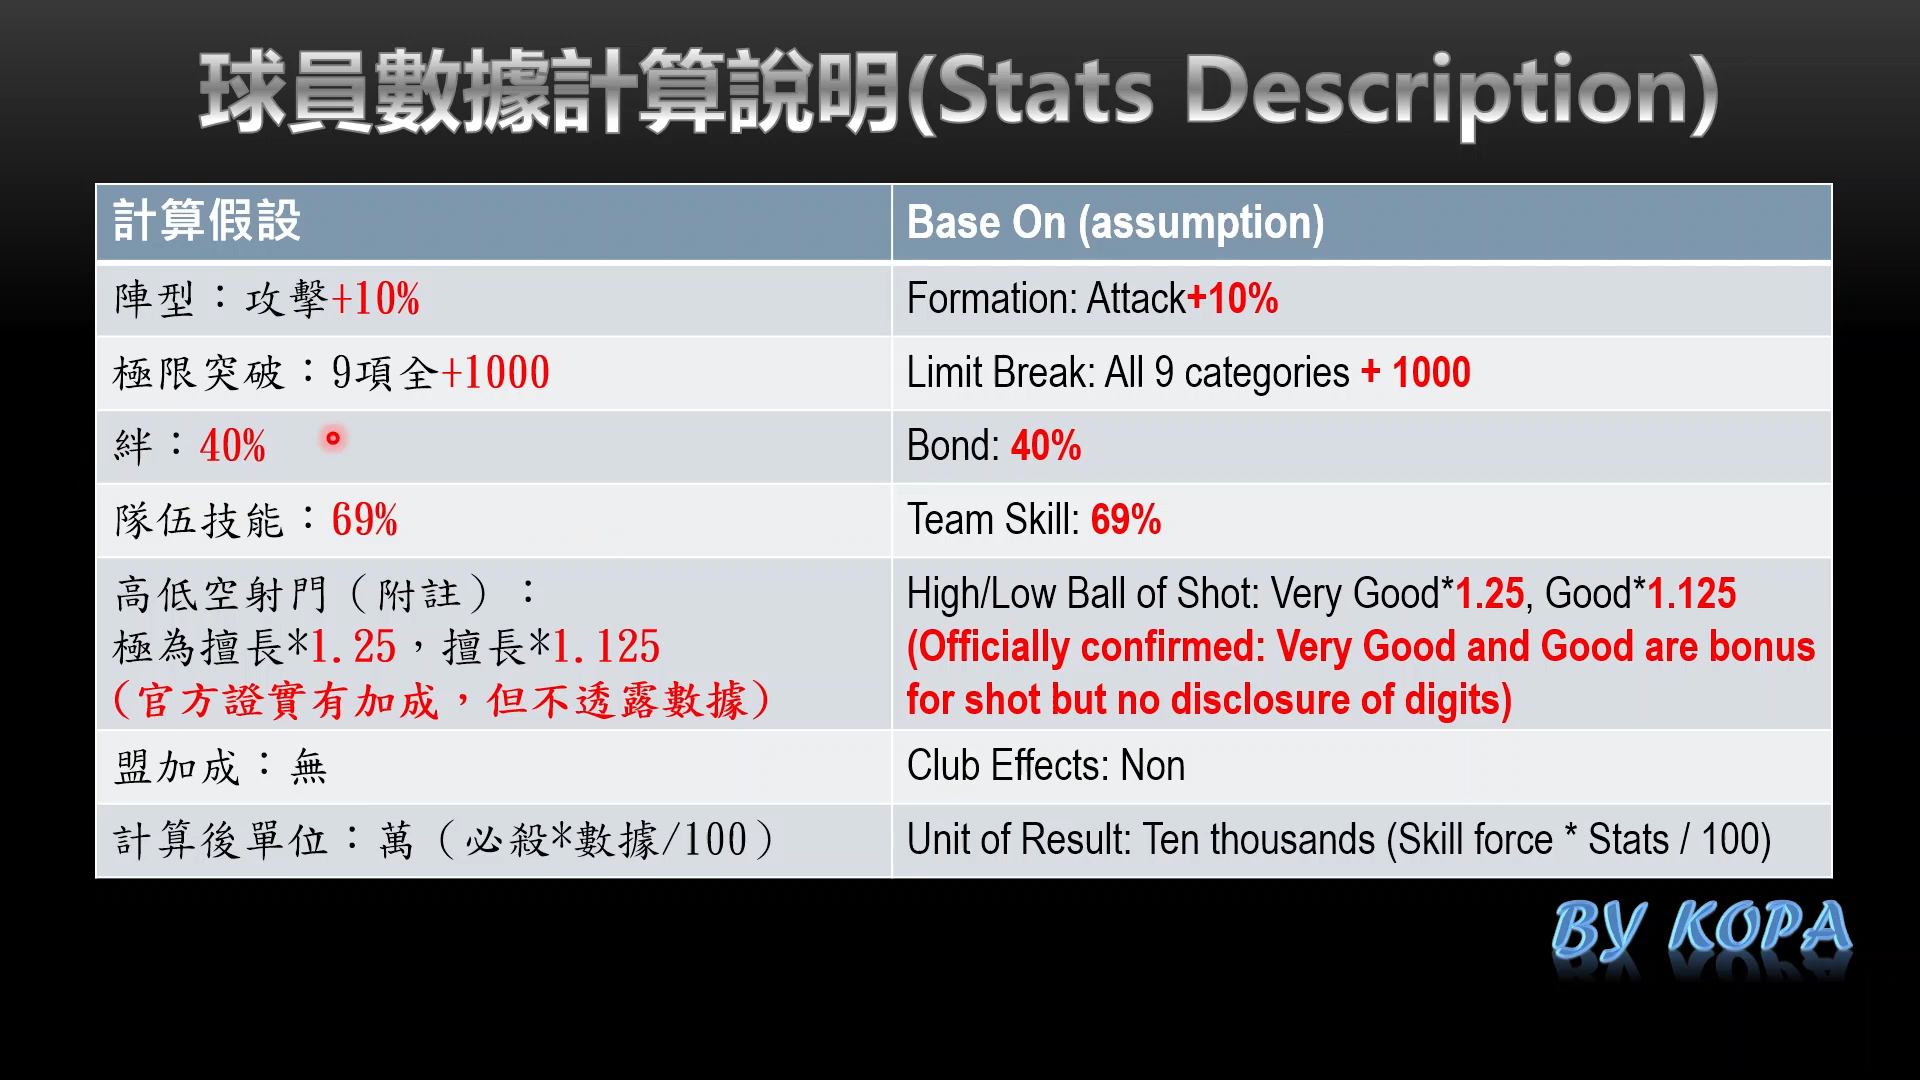 球員數據計算說明(Stats Description)
計算假設
Base On (assumption)
陣型：攻擊+10%
Formation: Attack+10%
極限突破：9項全+1000
Limit Break: All 9 categories + 1000
絆：40%
Bond: 40%
隊伍技能：69%
Team Skill: 69%
高低空射門（附註）：
極為擅長*1.25，擅長*1.125
(官方證實有加成，但不透露數據)
High/Low Ball of Shot: Very Good*1.25, Good*1.125
(Officially confirmed: Very Good and Good are bonus
for shot but no disclosure of digits)
盟加成：無
Club Effects: Non
計算後單位：萬（必殺*數據/100）
Unit of Result: Ten thousands (Skill force * Stats / 100)
BY KOPA